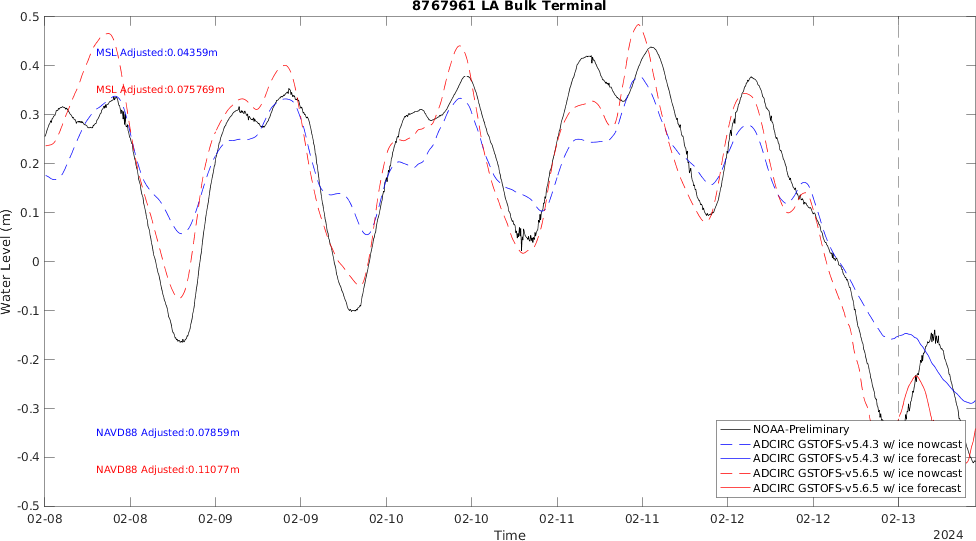 8767961 LA Bulk Terminal
0.5
0.4
0.3
0.2
0.1
0
-0.1
-0.2
-0.3
-0.4
-0.5
Water Level (m)
MSL Adjusted:0.04359m
MSL Adjusted:0.075769m
NAVD88 Adjusted:0.07859m
NAVD88 Adjusted:0.11077m
NOAA-Preliminary
ADCIRC GSTOFS-v5.4.3 w/ ice nowcast
ADCIRC GSTOFS-v5.4.3 w/ ice forecast
ADCIRC GSTOFS-v5.6.5 w/ ice nowcast
ADCIRC GSTOFS-v5.6.5 w/ ice forecast
02-08 02-08 02-09 02-09 02-10 02-10 02-11 02-11 02-12 02-12 02-13
Time
2024